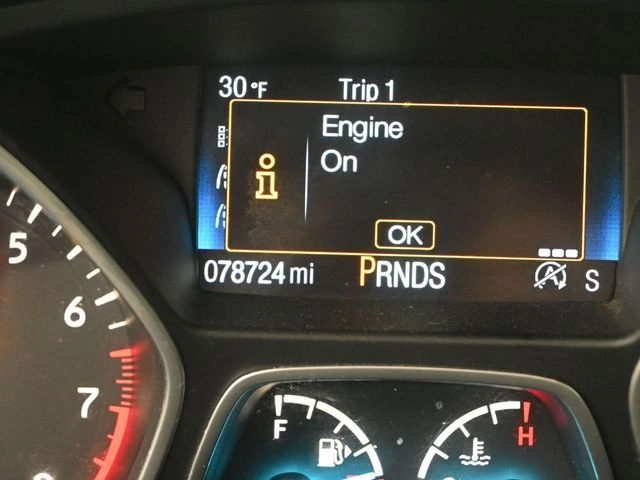 30°F Trip 1
Engine
On
OK
078724 mi PRNDS S
5
6
7
F H